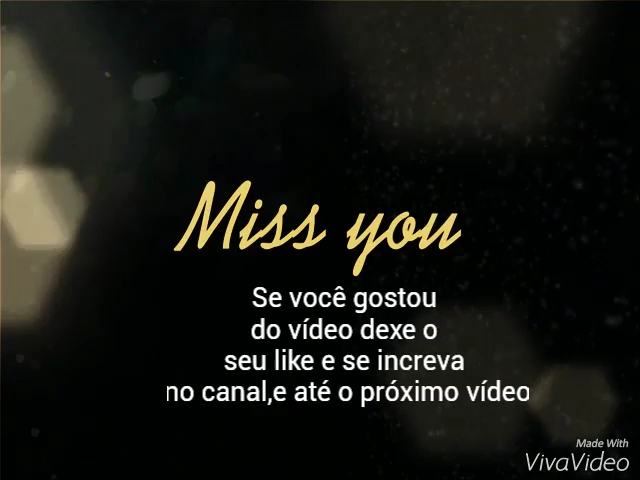 Miss you
Se você gostou
do vídeo dexe o
seu like e se increva
no canal,e até o próximo vídeo
Made With
VivaVideo